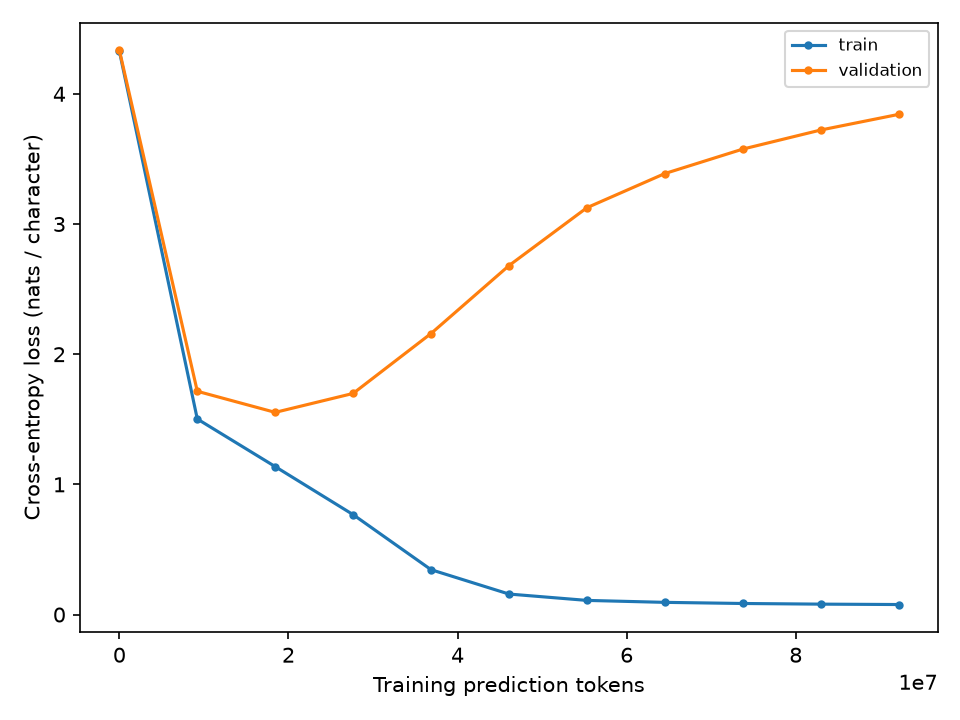 train
validation
Cross-entropy loss (nats / character)
4
3
2
1
0
0 2 4 6 8
1e7
Training prediction tokens